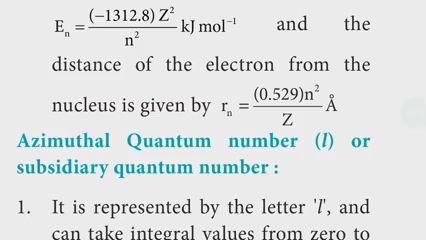 Eₙ = (−1312.8) Z² / n² kJ mol⁻¹ and the
distance of the electron from the
nucleus is given by rₙ = (0.529)n² / Z Å
Azimuthal Quantum number (l) or
subsidiary quantum number :
1. It is represented by the letter 'l', and
can take integral values from zero to